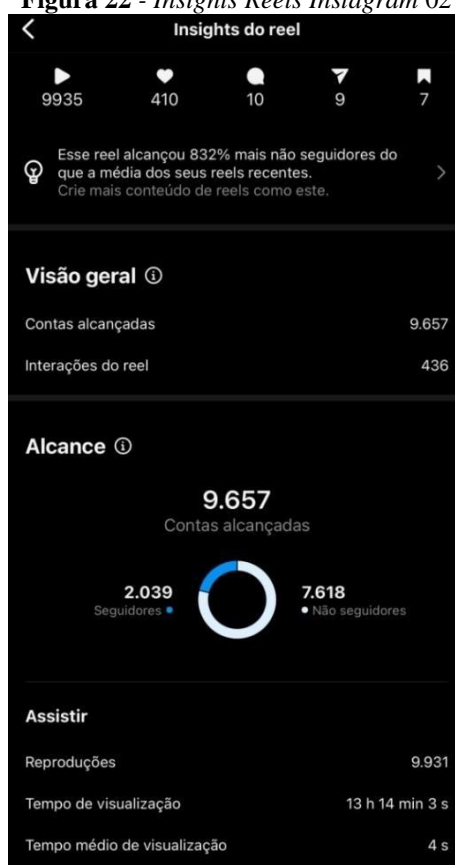 Figura 22 - Insights Reels Instagram 02
Insights do reel
9935 410 10 9 7
Esse reel alcançou 832% mais não seguidores do
que a média dos seus reels recentes.
Crie mais conteúdo de reels como este.
Visão geral
Contas alcançadas 9.657
Interações do reel 436
Alcance
9.657
Contas alcançadas
2.039 7.618
Seguidores Não seguidores
Assistir
Reproduções 9.931
Tempo de visualização 13 h 14 min 3 s
Tempo médio de visualização 4 s